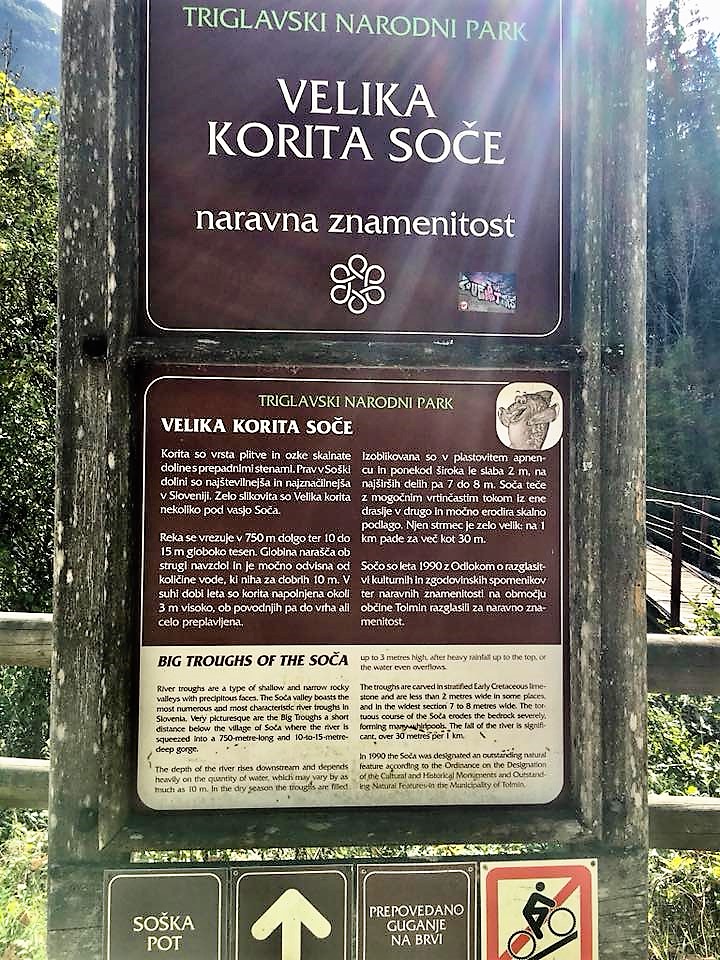 TRIGLAVSKI NARODNI PARK
VELIKA
KORITA SOČE
naravna znamenitost
TRIGLAVSKI NARODNI PARK
VELIKA KORITA SOČE
Korita so vrsta plitve in ozke skalnate
doline s prepadnimi stenami. Prav v Soški
dolini so najštevilnejša in najznačilnejša
v Sloveniji. Zelo slikovita so Velika korita
nekoliko pod vasjo Soča.
Reka se vrezuje v 750 m dolgo ter 10 do
15 m globoko tesen. Globina narašča ob
strugi navzdol in je močno odvisna od
količine vode, ki niha za dobrih 10 m. V
suhi dobi leta so korita napolnjena okoli
3 m visoko, ob povodnjih pa do vrha ali
celo preplavljena.
Izoblikovana so v plastovitem apnen-
cu in ponekod široka le slaba 2 m, na
najširših delih pa 7 do 8 m. Soča teče
z mogočnim vrtinčastim tokom iz ene
draslje v drugo in močno erodira skalno
podlago. Njen strmec je zelo velik: na 1
km pade za več kot 30 m.
Sočo so leta 1990 z Odlokom o razglasit-
vi kulturnih in zgodovinskih spomenikov
ter naravnih znamenitosti na območju
občine Tolmin razglasili za naravno zna-
menitost.
BIG TROUGHS OF THE SOČA
River troughs are a type of shallow and narrow rocky
valleys with precipitous faces. The Soča valley boasts the
most numerous and most characteristic river troughs in
Slovenia. Very picturesque are the Big Troughs a short
distance below the village of Soča where the river is
squeezed into a 750-metre-long and 10-to-15-metre-
deep gorge.
The depth of the river rises downstream and depends
heavily on the quantity of water, which may vary by as
much as 10 m. In the dry season the troughs are filled
up to 3 metres high, after heavy rainfall up to the top, or
the water even overflows.
The troughs are carved in stratified Early Cretaceous lime-
stone and are less than 2 metres wide in some places,
and in the widest section 7 to 8 metres wide. The tor-
tuous course of the Soča erodes the bedrock severely,
forming many whirlpools. The fall of the river is signifi-
cant, over 30 metres per 1 km.
In 1990 the Soča was designated an outstanding natural
feature according to the Ordinance on the Designation
of the Cultural and Historical Monuments and Outstand-
ing Natural Features in the Municipality of Tolmin.
SOŠKA
POT
PREPOVEDANO
GUGANJE
NA BRVI